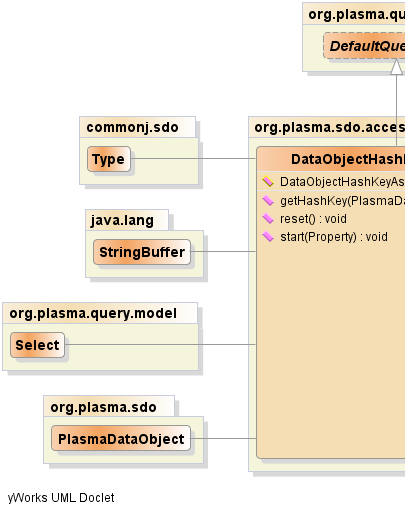 org.plasma.qu
DefaultQue
commonj.sdo
Type
org.plasma.sdo.acces
DataObjectHashI
DataObjectHashKeyAs
getHashKey(PlasmaDa
reset() : void
start(Property) : void
java.lang
StringBuffer
org.plasma.query.model
Select
org.plasma.sdo
PlasmaDataObject
yWorks UML Doclet